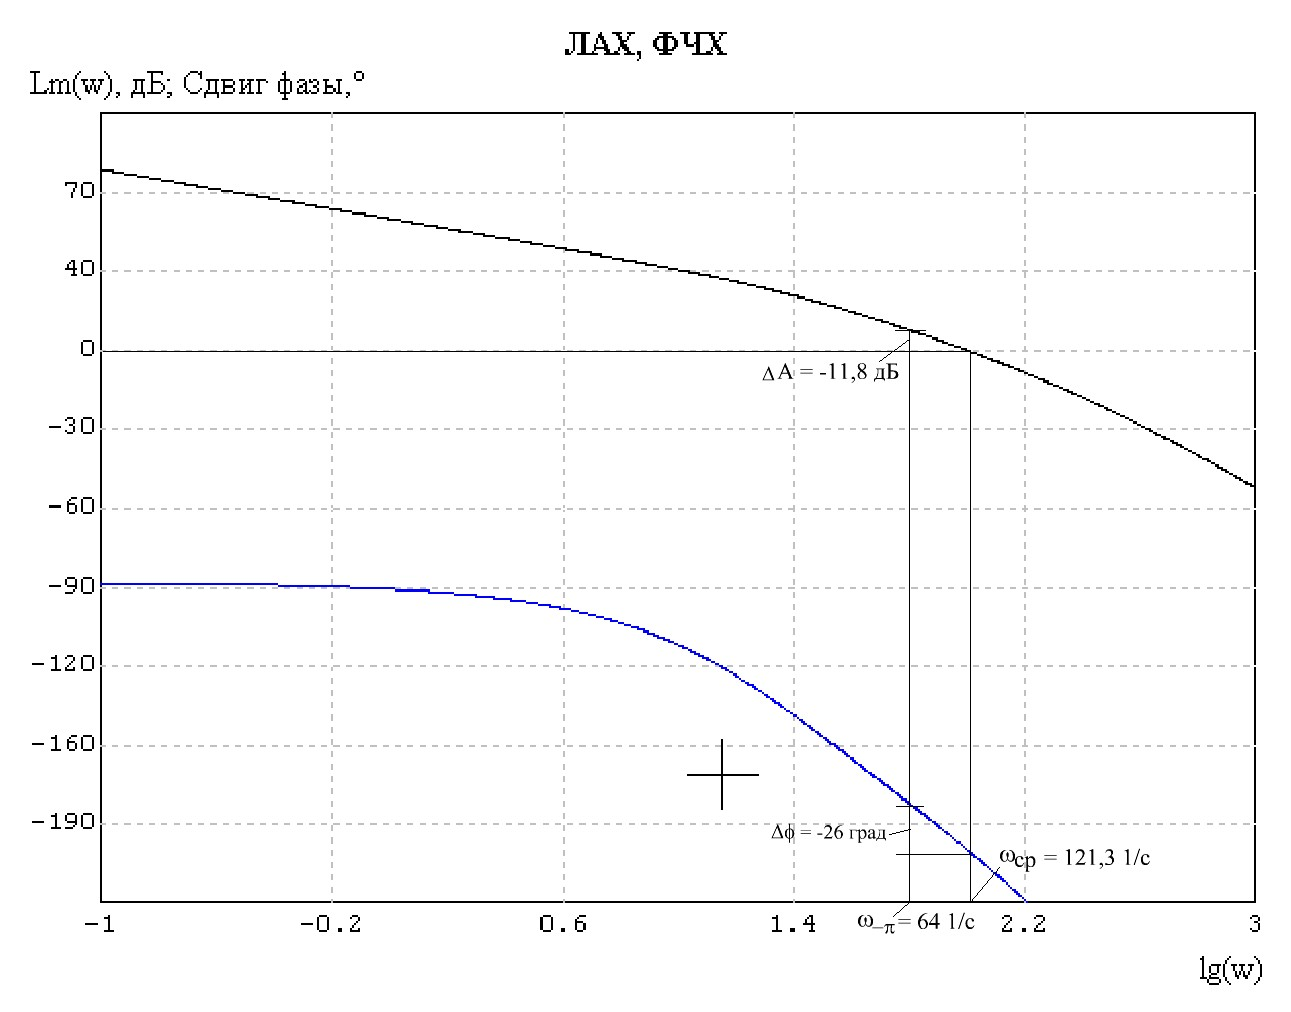 ЛАХ, ФЧХ
Lm(w), дБ; Сдвиг фазы,°
70
40
0
ΔA = -11,8 дБ
-30
-60
-90
-120
-160
-190
Δϕ = -26 град
ωср = 121,3 1/с
ω−π = 64 1/с
-1 -0.2 0.6 1.4 2.2 3
lg(w)